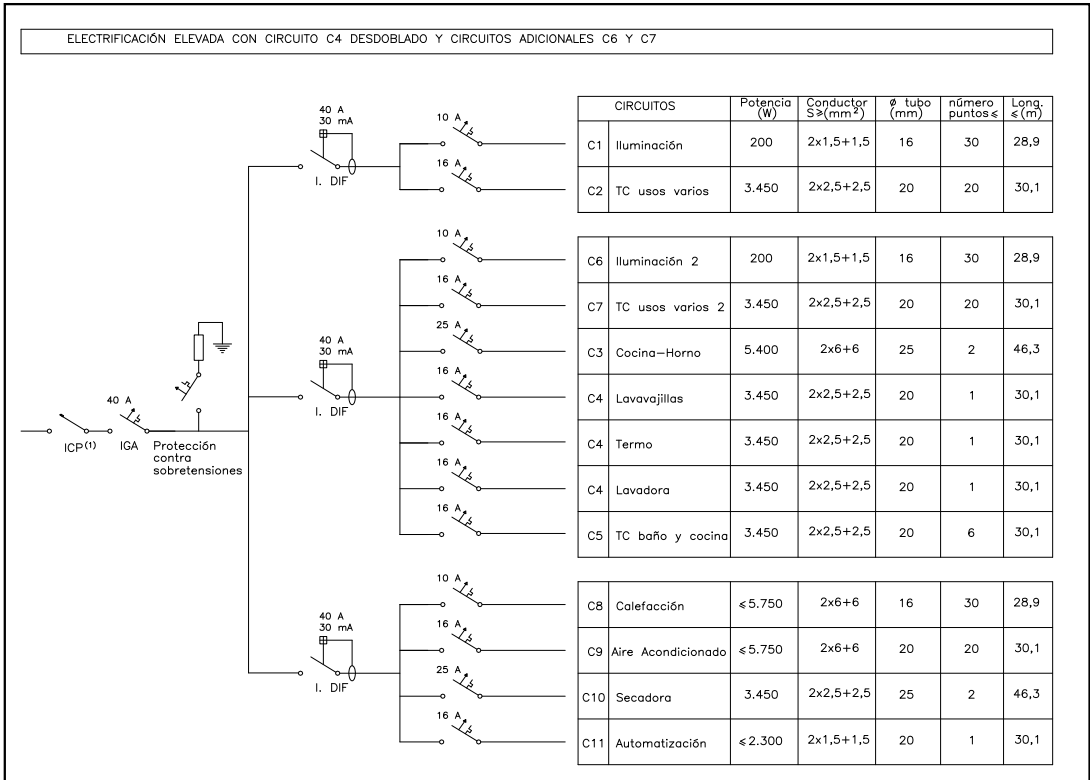 ELECTRIFICACIÓN ELEVADA CON CIRCUITO C4 DESDOBLADO Y CIRCUITOS ADICIONALES C6 Y C7
CIRCUITOS Potencia (W) Conductor S≥(mm²) ø tubo (mm) número puntos≤ Long. ≤(m)
40 A
30 mA
I. DIF
10 A C1 Iluminación 200 2x1,5+1,5 16 30 28,9
16 A C2 TC usos varios 3.450 2x2,5+2,5 20 20 30,1
40 A
30 mA
I. DIF
10 A C6 Iluminación 2 200 2x1,5+1,5 16 30 28,9
16 A C7 TC usos varios 2 3.450 2x2,5+2,5 20 20 30,1
25 A C3 Cocina-Horno 5.400 2x6+6 25 2 46,3
16 A C4 Lavavajillas 3.450 2x2,5+2,5 20 1 30,1
16 A C4 Termo 3.450 2x2,5+2,5 20 1 30,1
16 A C4 Lavadora 3.450 2x2,5+2,5 20 1 30,1
16 A C5 TC baño y cocina 3.450 2x2,5+2,5 20 6 30,1
40 A
ICP(1) IGA Protección
contra
sobretensiones
40 A
30 mA
I. DIF
10 A C8 Calefacción ≤5.750 2x6+6 16 30 28,9
16 A C9 Aire Acondicionado ≤5.750 2x6+6 20 20 30,1
25 A C10 Secadora 3.450 2x2,5+2,5 25 2 46,3
16 A C11 Automatización ≤2.300 2x1,5+1,5 20 1 30,1